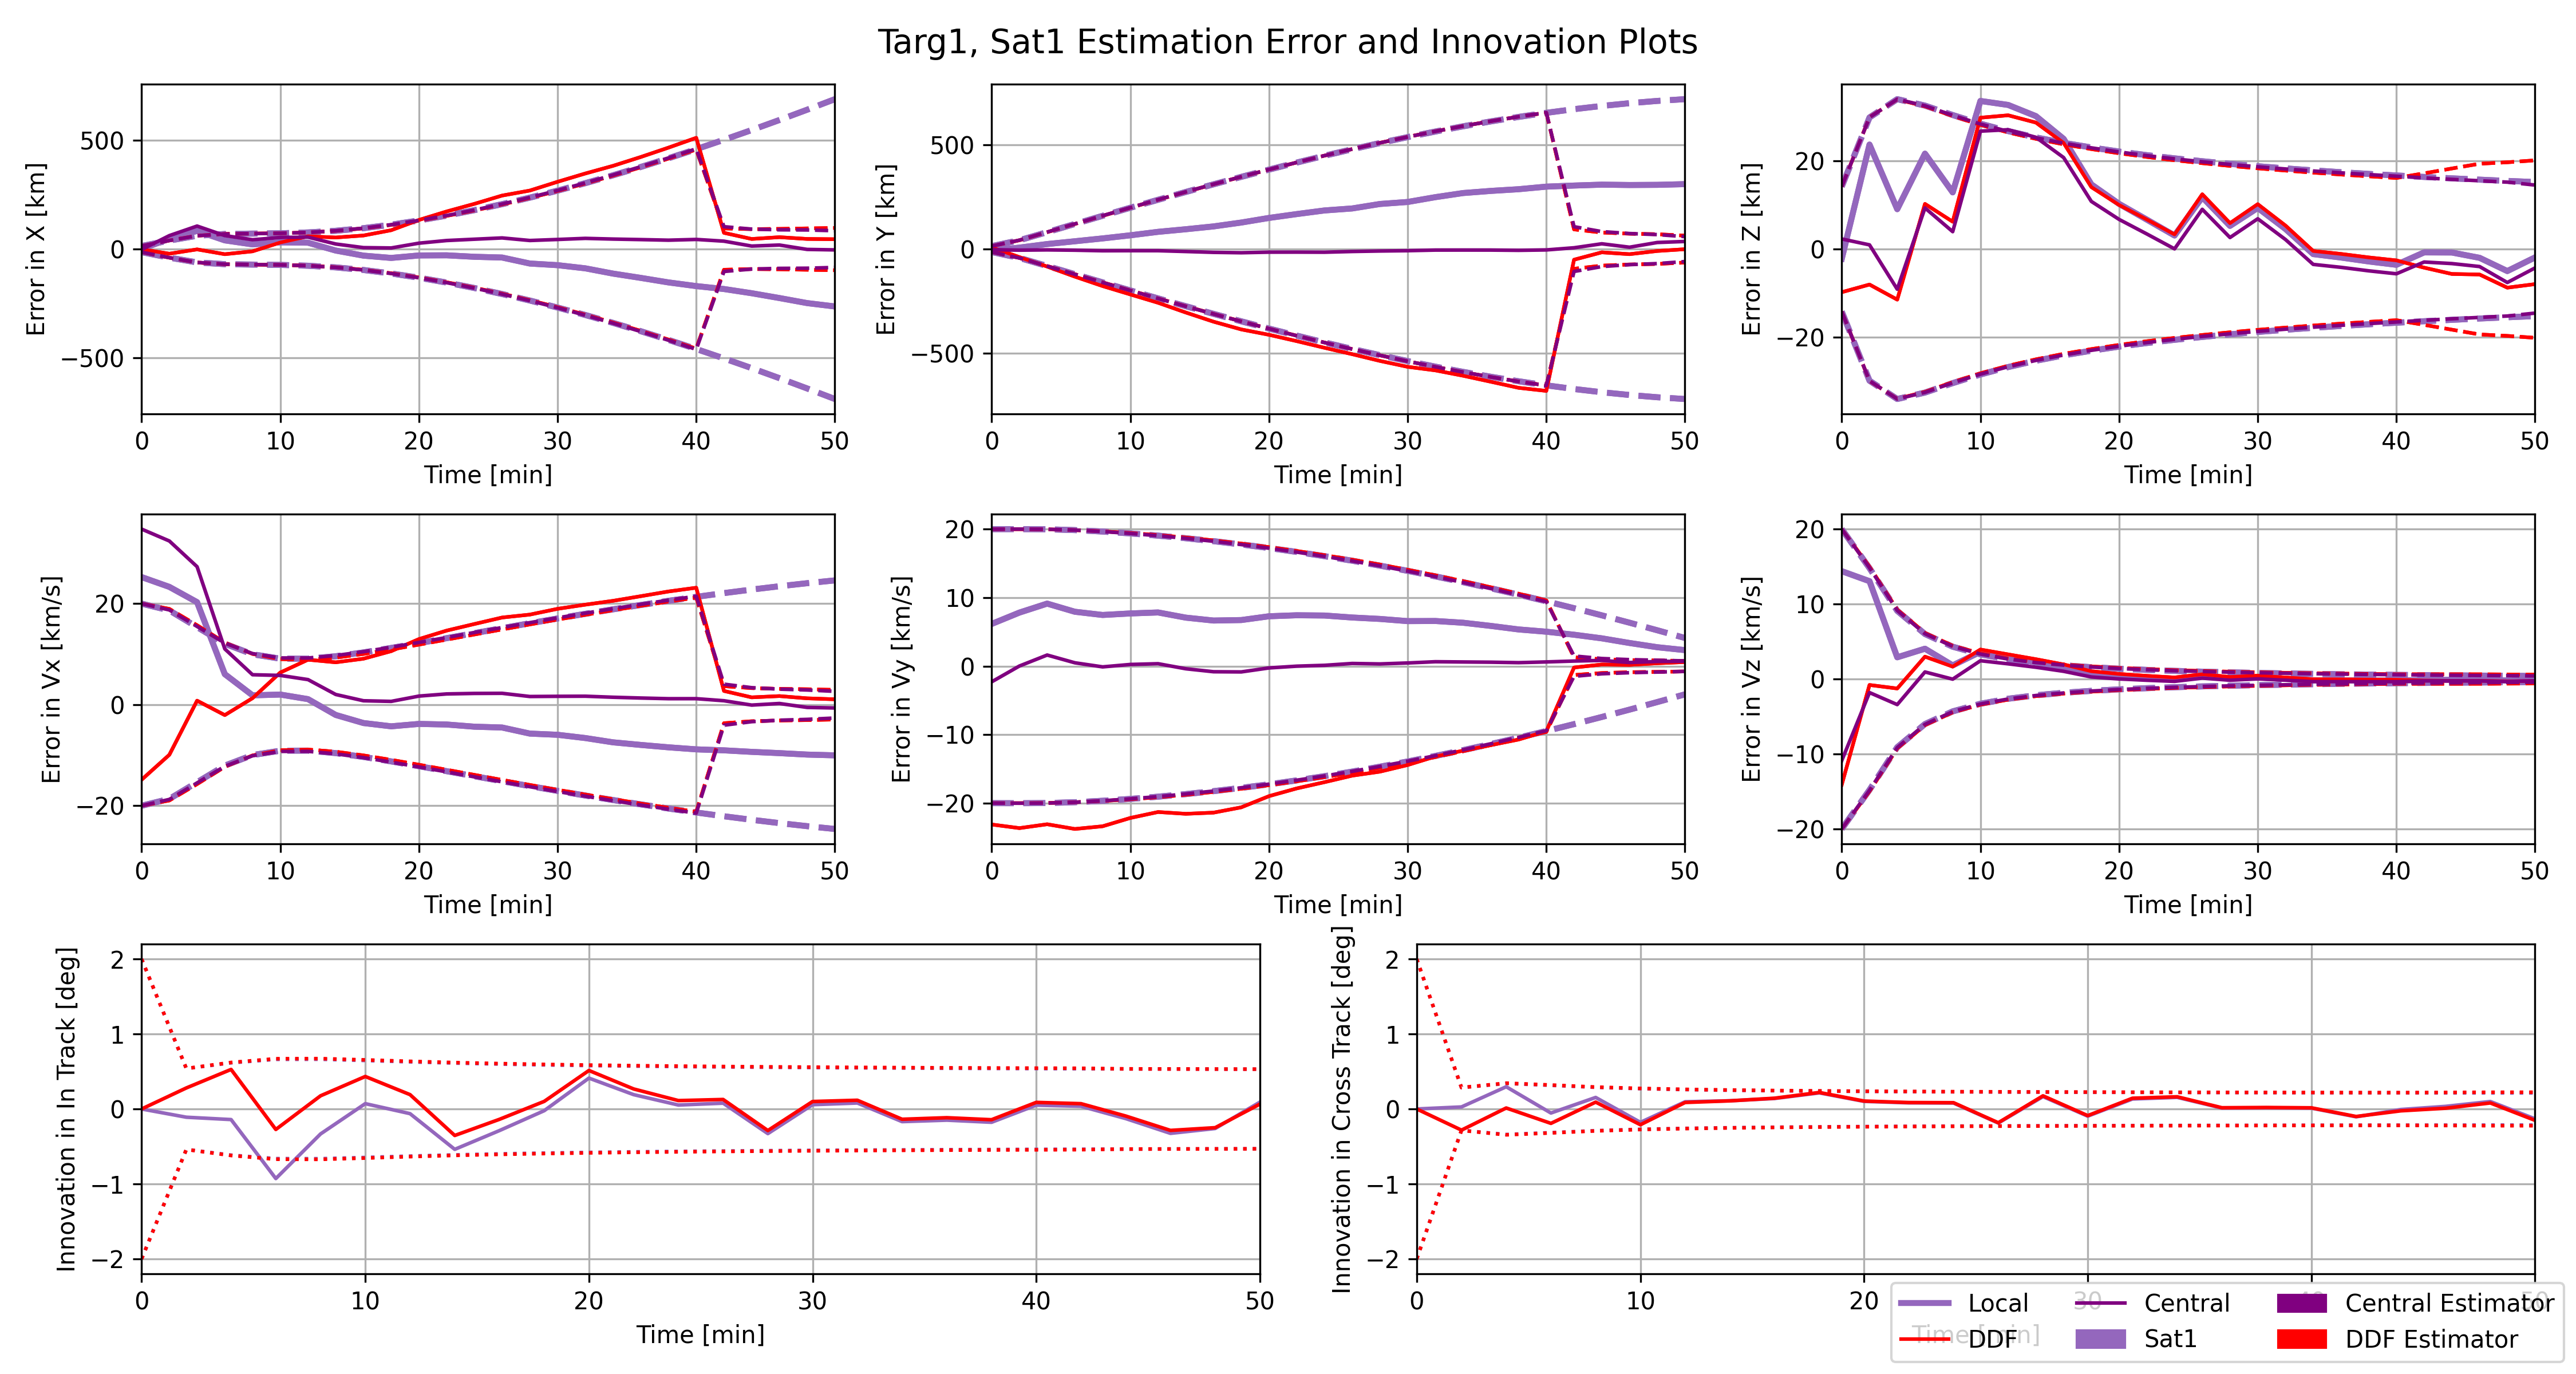 Targ1, Sat1 Estimation Error and Innovation Plots
Error in X [km]
500
0
−500
0 10 20 30 40 50
Time [min]
Error in Y [km]
500
0
−500
0 10 20 30 40 50
Time [min]
Error in Z [km]
20
0
−20
0 10 20 30 40 50
Time [min]
Error in Vx [km/s]
20
0
−20
0 10 20 30 40 50
Time [min]
Error in Vy [km/s]
20
10
0
−10
−20
0 10 20 30 40 50
Time [min]
Error in Vz [km/s]
20
10
0
−10
−20
0 10 20 30 40 50
Time [min]
Innovation in In Track [deg]
2
1
0
−1
−2
0 10 20 30 40 50
Time [min]
Innovation in Cross Track [deg]
2
1
0
−1
−2
0 10 20 30 40 50
Time [min]
Local Central Central Estimator
DDF Sat1 DDF Estimator